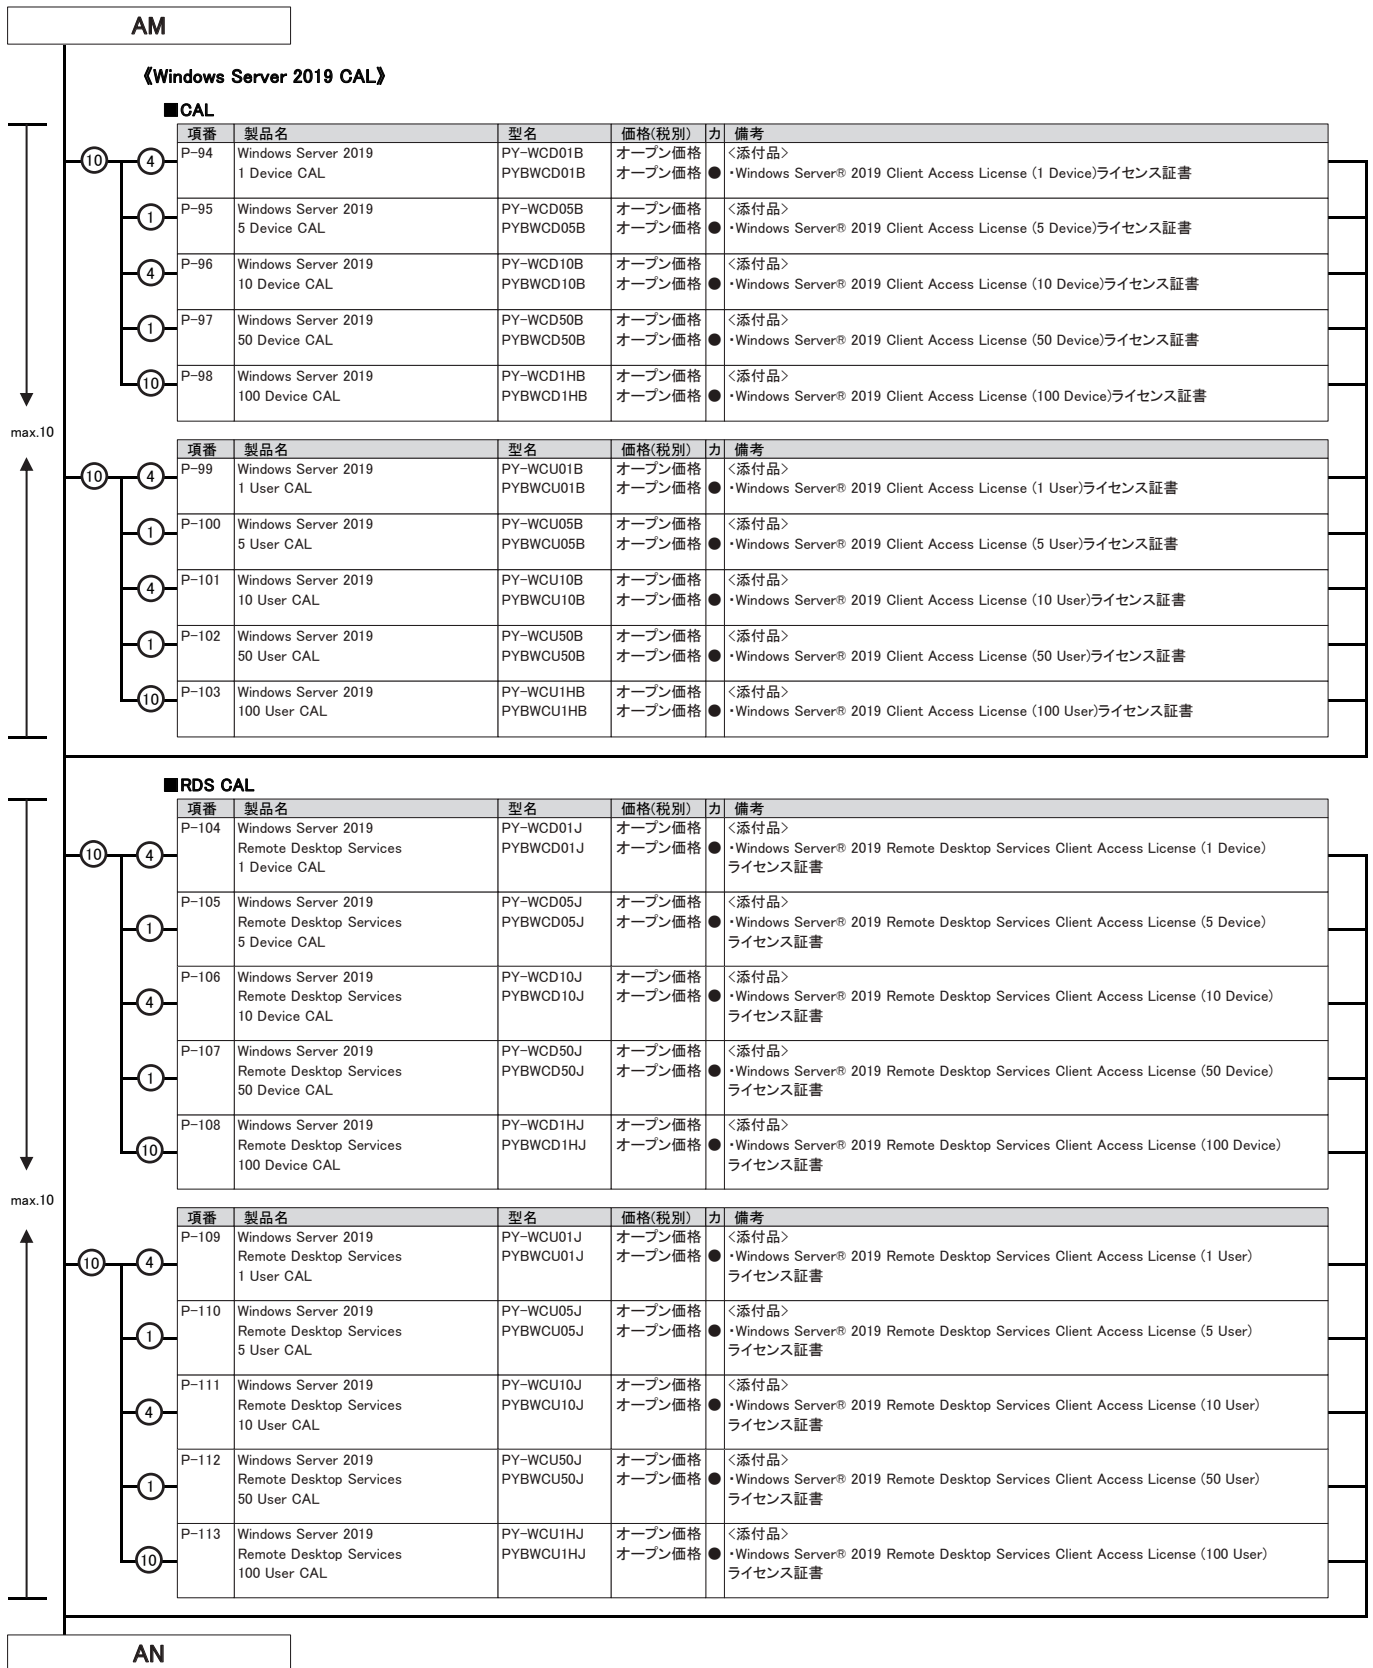 AM
《Windows Server 2019 CAL》
■CAL
項番 製品名 型名 価格(税別) カ 備考
⑩ ④ P-94 Windows Server 2019 PY-WCD01B オープン価格 <添付品>
1 Device CAL PYBWCD01B オープン価格 ● ・Windows Server® 2019 Client Access License (1 Device)ライセンス証書
① P-95 Windows Server 2019 PY-WCD05B オープン価格 <添付品>
5 Device CAL PYBWCD05B オープン価格 ● ・Windows Server® 2019 Client Access License (5 Device)ライセンス証書
④ P-96 Windows Server 2019 PY-WCD10B オープン価格 <添付品>
10 Device CAL PYBWCD10B オープン価格 ● ・Windows Server® 2019 Client Access License (10 Device)ライセンス証書
① P-97 Windows Server 2019 PY-WCD50B オープン価格 <添付品>
50 Device CAL PYBWCD50B オープン価格 ● ・Windows Server® 2019 Client Access License (50 Device)ライセンス証書
⑩ P-98 Windows Server 2019 PY-WCD1HB オープン価格 <添付品>
100 Device CAL PYBWCD1HB オープン価格 ● ・Windows Server® 2019 Client Access License (100 Device)ライセンス証書
max.10
項番 製品名 型名 価格(税別) カ 備考
⑩ ④ P-99 Windows Server 2019 PY-WCU01B オープン価格 <添付品>
1 User CAL PYBWCU01B オープン価格 ● ・Windows Server® 2019 Client Access License (1 User)ライセンス証書
① P-100 Windows Server 2019 PY-WCU05B オープン価格 <添付品>
5 User CAL PYBWCU05B オープン価格 ● ・Windows Server® 2019 Client Access License (5 User)ライセンス証書
④ P-101 Windows Server 2019 PY-WCU10B オープン価格 <添付品>
10 User CAL PYBWCU10B オープン価格 ● ・Windows Server® 2019 Client Access License (10 User)ライセンス証書
① P-102 Windows Server 2019 PY-WCU50B オープン価格 <添付品>
50 User CAL PYBWCU50B オープン価格 ● ・Windows Server® 2019 Client Access License (50 User)ライセンス証書
⑩ P-103 Windows Server 2019 PY-WCU1HB オープン価格 <添付品>
100 User CAL PYBWCU1HB オープン価格 ● ・Windows Server® 2019 Client Access License (100 User)ライセンス証書
■RDS CAL
項番 製品名 型名 価格(税別) カ 備考
P-104 Windows Server 2019 PY-WCD01J オープン価格 <添付品>
⑩ ④ Remote Desktop Services PYBWCD01J オープン価格 ● ・Windows Server® 2019 Remote Desktop Services Client Access License (1 Device)
1 Device CAL ライセンス証書
P-105 Windows Server 2019 PY-WCD05J オープン価格 <添付品>
① Remote Desktop Services PYBWCD05J オープン価格 ● ・Windows Server® 2019 Remote Desktop Services Client Access License (5 Device)
5 Device CAL ライセンス証書
P-106 Windows Server 2019 PY-WCD10J オープン価格 <添付品>
④ Remote Desktop Services PYBWCD10J オープン価格 ● ・Windows Server® 2019 Remote Desktop Services Client Access License (10 Device)
10 Device CAL ライセンス証書
P-107 Windows Server 2019 PY-WCD50J オープン価格 <添付品>
① Remote Desktop Services PYBWCD50J オープン価格 ● ・Windows Server® 2019 Remote Desktop Services Client Access License (50 Device)
50 Device CAL ライセンス証書
P-108 Windows Server 2019 PY-WCD1HJ オープン価格 <添付品>
⑩ Remote Desktop Services PYBWCD1HJ オープン価格 ● ・Windows Server® 2019 Remote Desktop Services Client Access License (100 Device)
100 Device CAL ライセンス証書
max.10
項番 製品名 型名 価格(税別) カ 備考
P-109 Windows Server 2019 PY-WCU01J オープン価格 <添付品>
⑩ ④ Remote Desktop Services PYBWCU01J オープン価格 ● ・Windows Server® 2019 Remote Desktop Services Client Access License (1 User)
1 User CAL ライセンス証書
P-110 Windows Server 2019 PY-WCU05J オープン価格 <添付品>
① Remote Desktop Services PYBWCU05J オープン価格 ● ・Windows Server® 2019 Remote Desktop Services Client Access License (5 User)
5 User CAL ライセンス証書
P-111 Windows Server 2019 PY-WCU10J オープン価格 <添付品>
④ Remote Desktop Services PYBWCU10J オープン価格 ● ・Windows Server® 2019 Remote Desktop Services Client Access License (10 User)
10 User CAL ライセンス証書
P-112 Windows Server 2019 PY-WCU50J オープン価格 <添付品>
① Remote Desktop Services PYBWCU50J オープン価格 ● ・Windows Server® 2019 Remote Desktop Services Client Access License (50 User)
50 User CAL ライセンス証書
P-113 Windows Server 2019 PY-WCU1HJ オープン価格 <添付品>
⑩ Remote Desktop Services PYBWCU1HJ オープン価格 ● ・Windows Server® 2019 Remote Desktop Services Client Access License (100 User)
100 User CAL ライセンス証書
AN